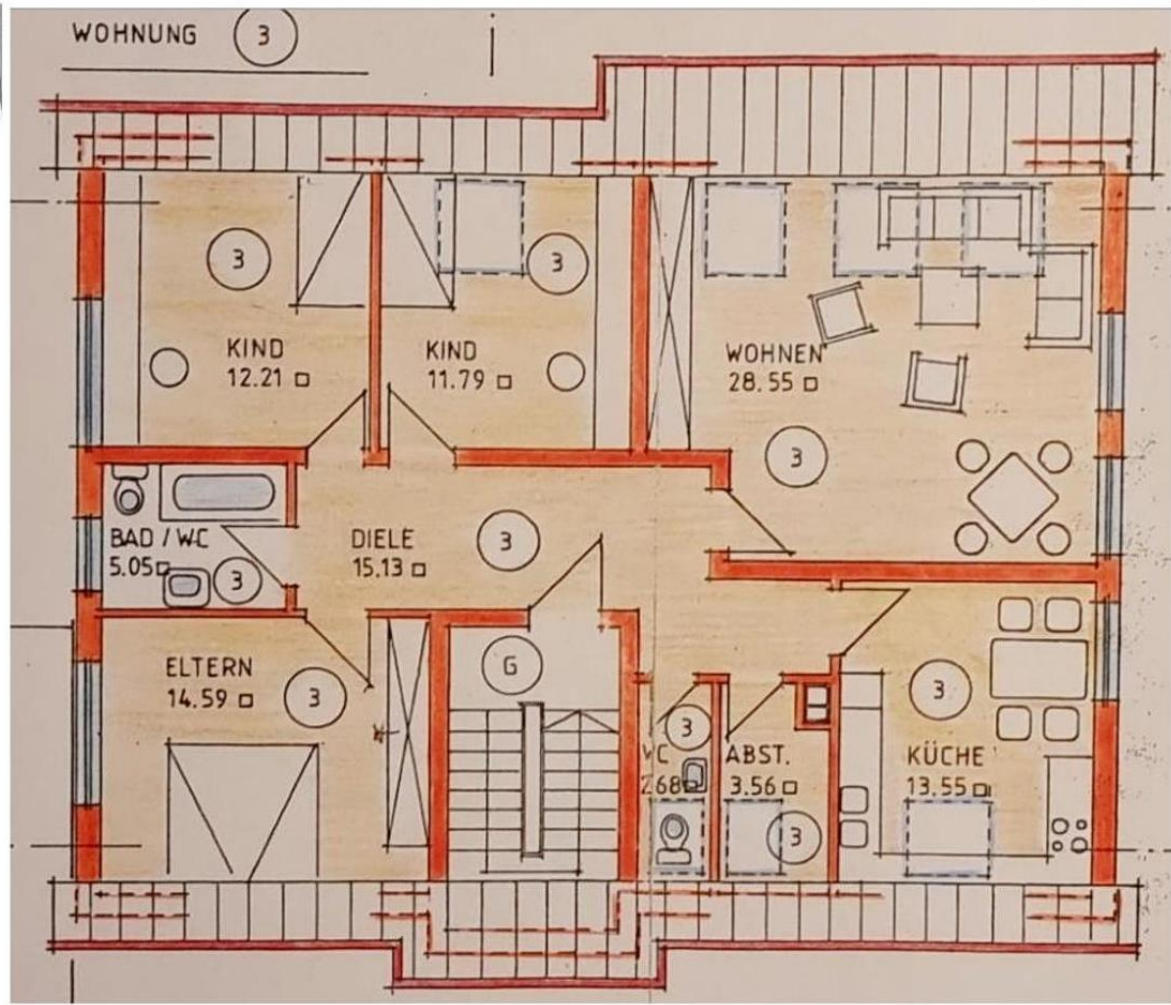 WOHNUNG 3
3
KIND
12.21 □
3
KIND
11.79 □
WOHNEN
28.55 □
3
BAD / WC
5.05 □
3
DIELE
15.13 □
3
ELTERN
14.59 □
3
G
3
2.68 □
ABST.
3.56 □
3
3
KÜCHE
13.55 □